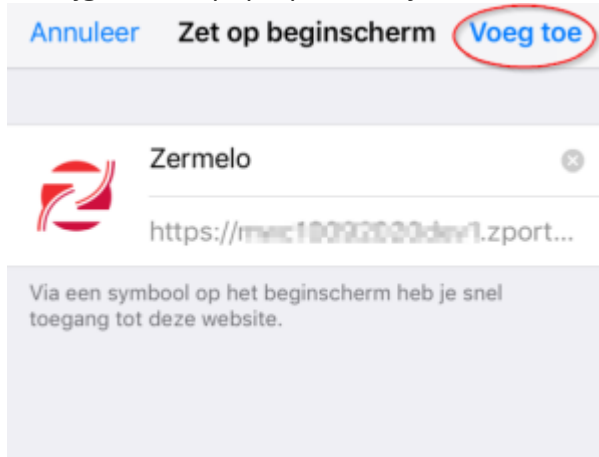 Annuleer Zet op beginscherm Voeg toe
Zermelo
https:// .zport...
Via een symbool op het beginscherm heb je snel
toegang tot deze website.